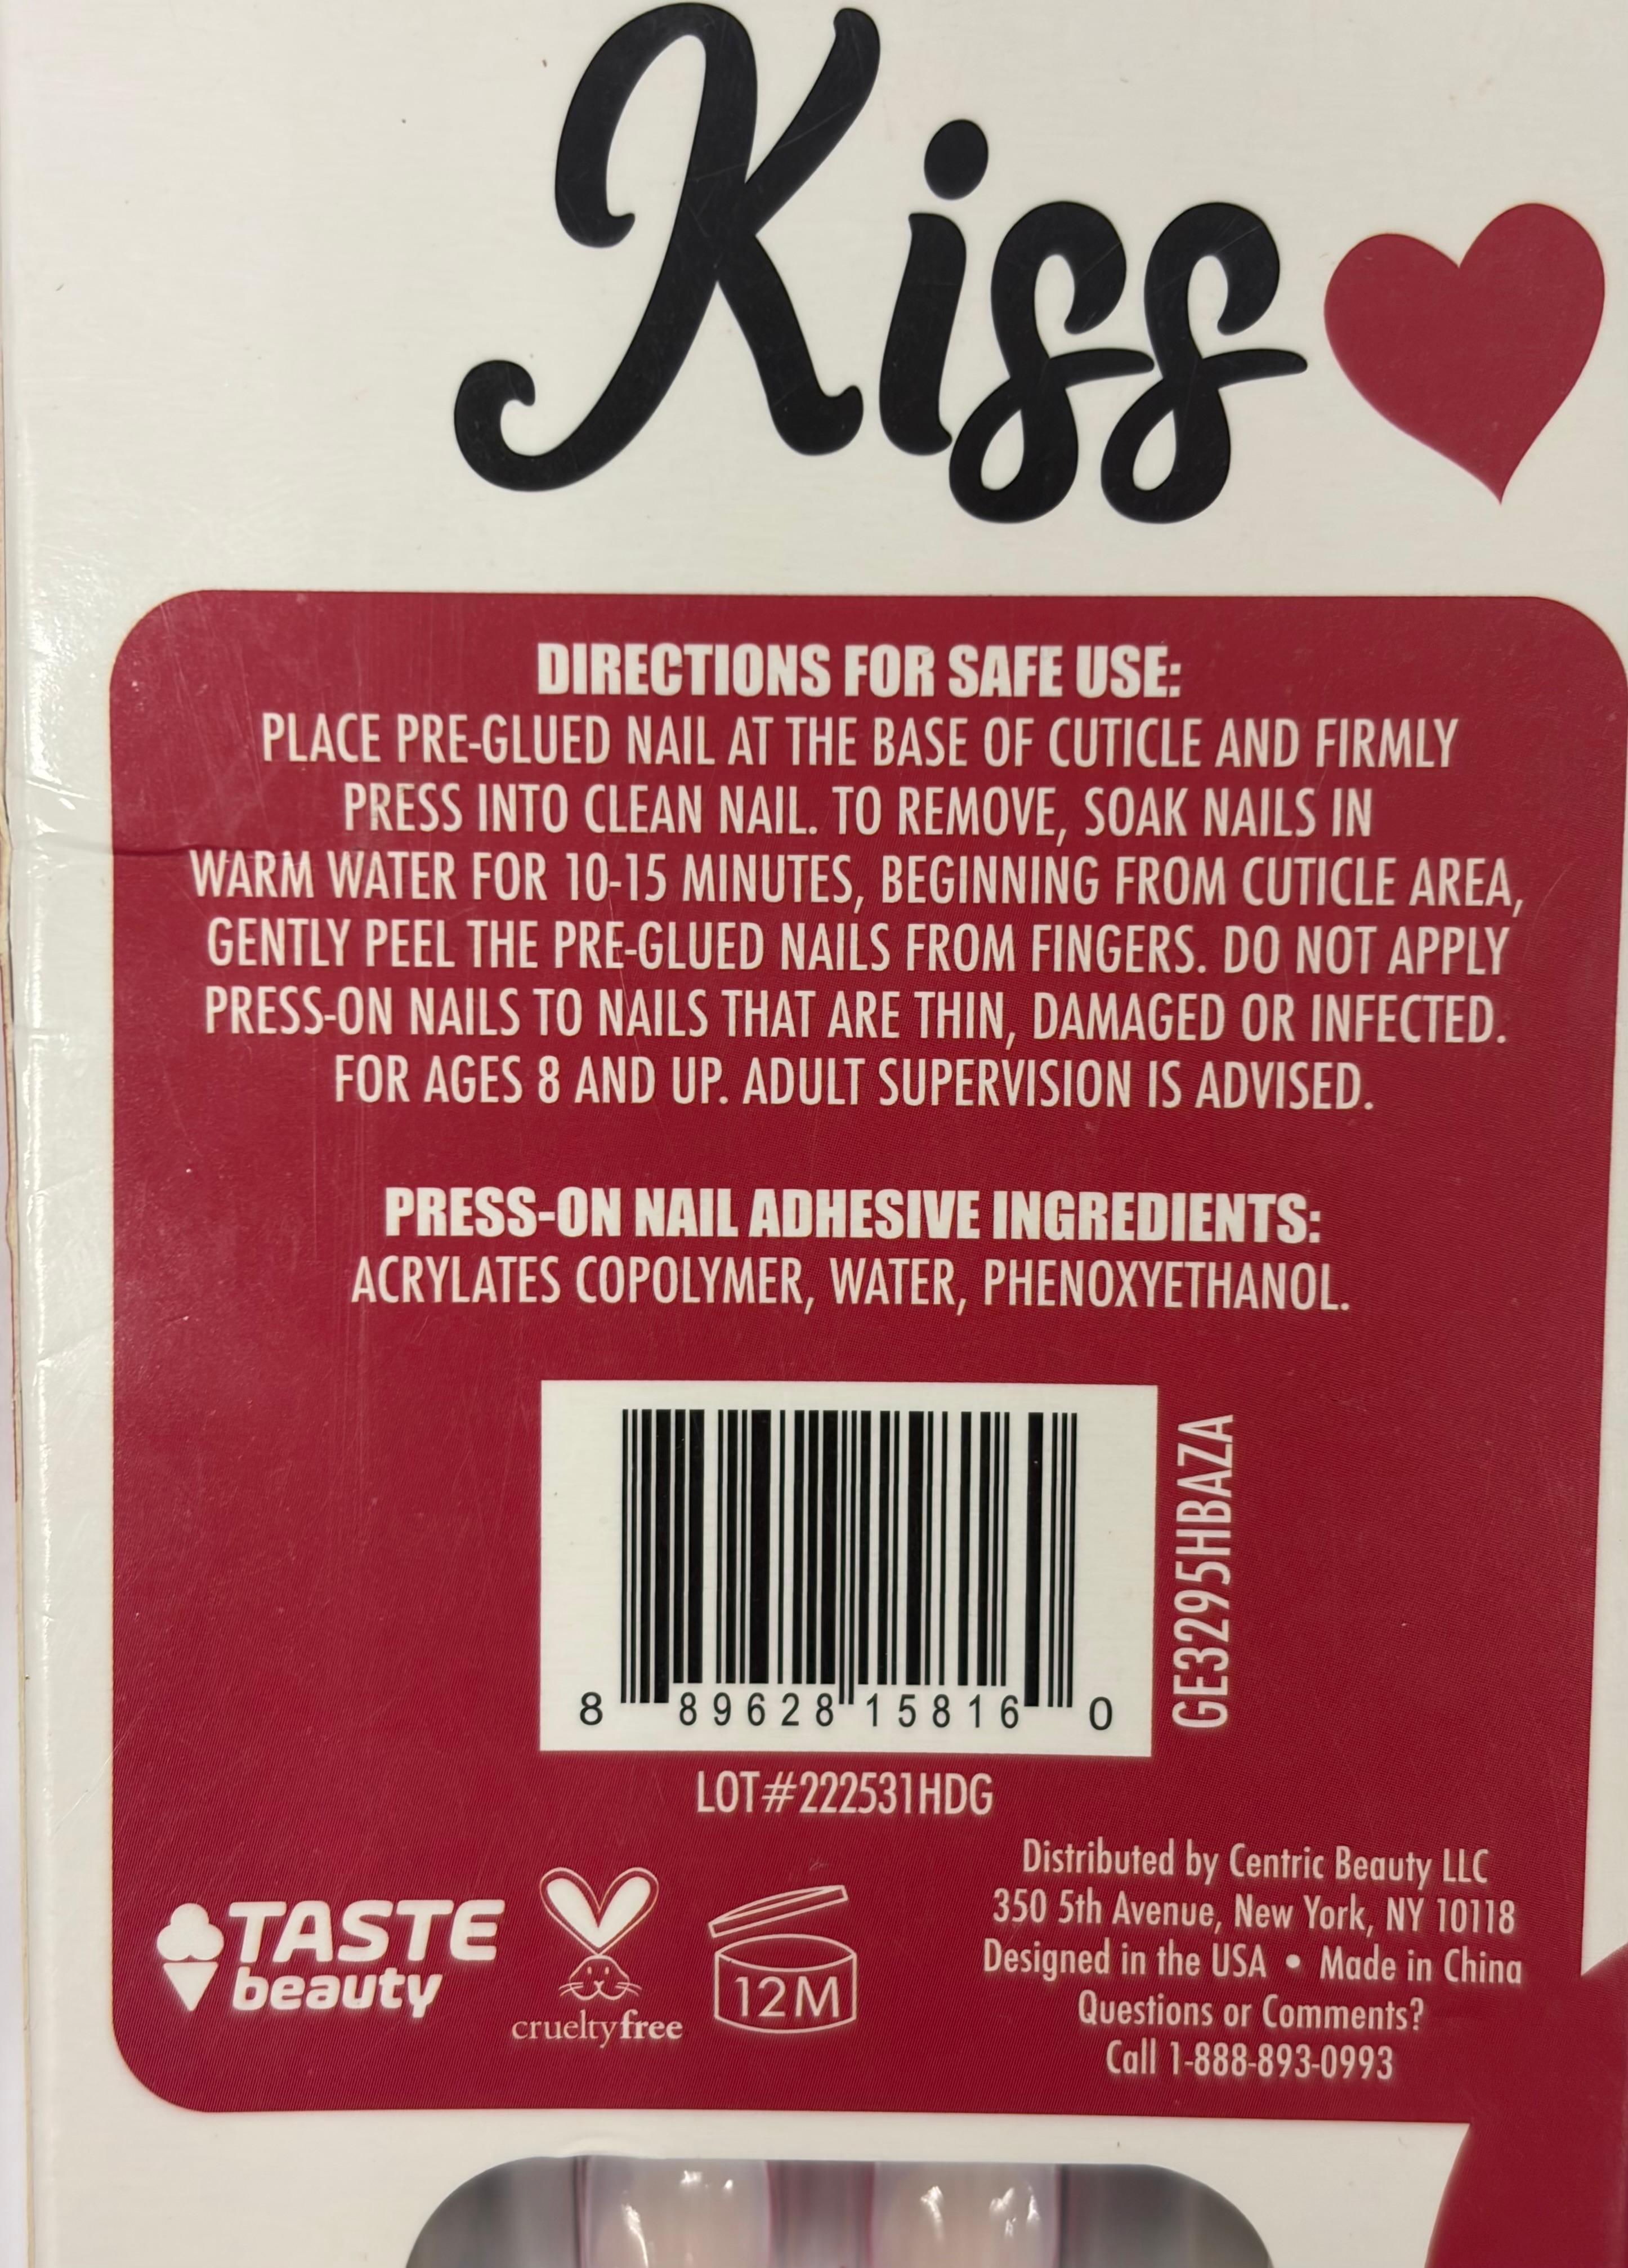 Kiss
DIRECTIONS FOR SAFE USE:
PLACE PRE-GLUED NAIL AT THE BASE OF CUTICLE AND FIRMLY
PRESS INTO CLEAN NAIL. TO REMOVE, SOAK NAILS IN
WARM WATER FOR 10-15 MINUTES, BEGINNING FROM CUTICLE AREA,
GENTLY PEEL THE PRE-GLUED NAILS FROM FINGERS. DO NOT APPLY
PRESS-ON NAILS TO NAILS THAT ARE THIN, DAMAGED OR INFECTED.
FOR AGES 8 AND UP. ADULT SUPERVISION IS ADVISED.
PRESS-ON NAIL ADHESIVE INGREDIENTS:
ACRYLATES COPOLYMER, WATER, PHENOXYETHANOL.
8 89628 15816 0
GE3295HBAZA
LOT#222531HDG
TASTE
beauty
crueltyfree
12M
Distributed by Centric Beauty LLC
350 5th Avenue, New York, NY 10118
Designed in the USA • Made in China
Questions or Comments?
Call 1-888-893-0993